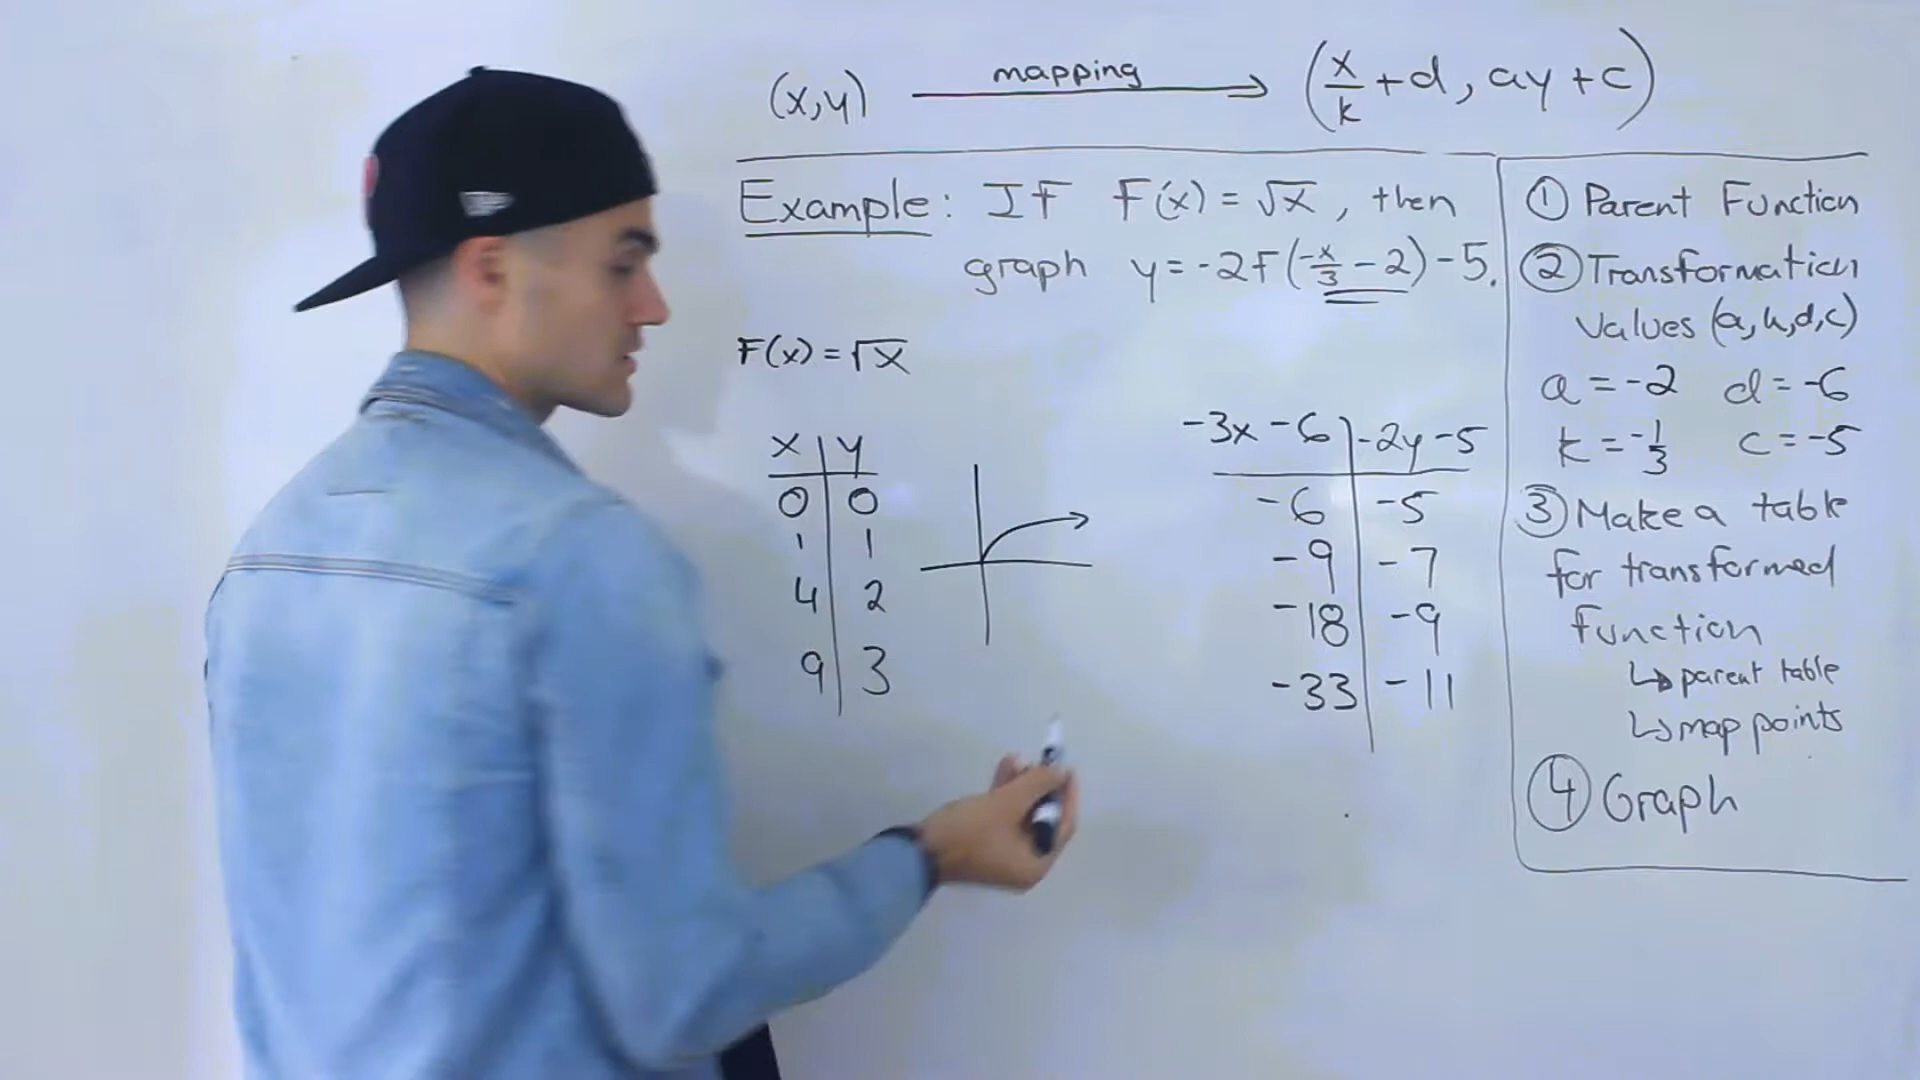 (x,y) mapping → (x/k + d, ay + c)
Example: If F(x) = √x, then
graph y = -2F(-x/3 - 2) - 5.
F(x) = √x
x | y
0 | 0
1 | 1
4 | 2
9 | 3
-3x - 6 | -2y - 5
-6 | -5
-9 | -7
-18 | -9
-33 | -11
① Parent Function
② Transformation
Values (a,k,d,c)
a = -2 d = -6
k = -1/3 c = -5
③ Make a table
for transformed
function
↳ parent table
↳ map points
④ Graph